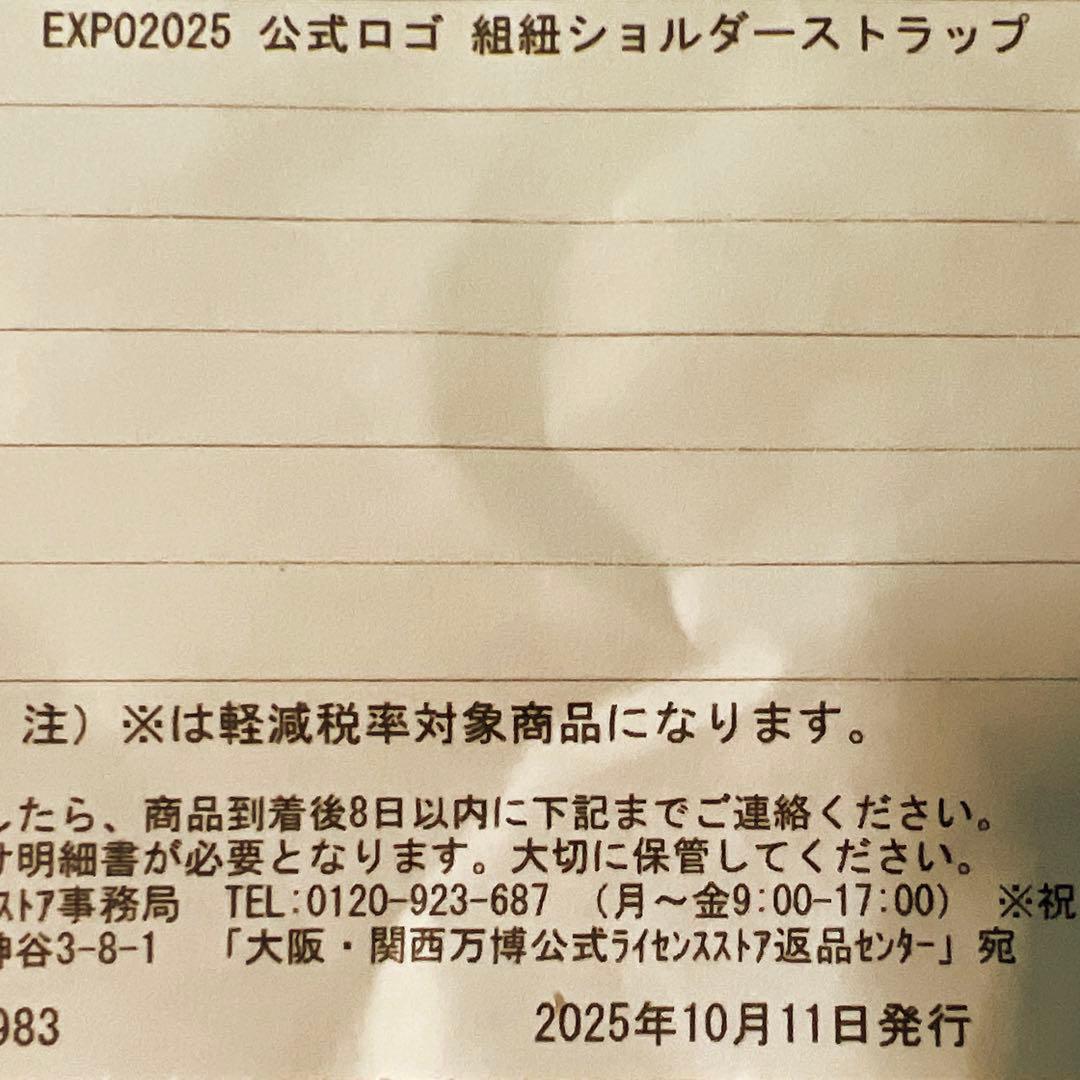 EXPO2025 公式ロゴ 組紐ショルダーストラップ
注）※は軽減税率対象商品になります。
したら、商品到着後8日以内に下記までご連絡ください。
け明細書が必要となります。大切に保管してください。
ｽﾄｱ事務局 TEL:0120-923-687 （月～金9:00-17:00） ※祝
神谷3-8-1 「大阪・関西万博公式ﾗｲｾﾝｽｽﾄｱ返品ｾﾝﾀｰ」宛
983 2025年10月11日発行